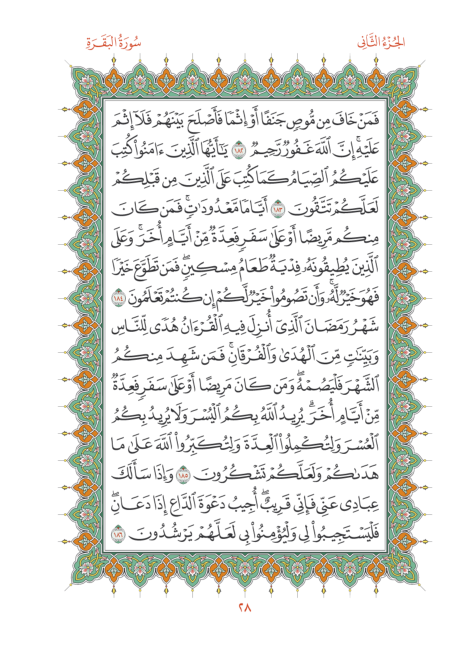 الجُزْءُ الثَّانِي
سُورَةُ البَقَرَةِ
فَمَنْ خَافَ مِن مُّوصٍ جَنَفًا أَوْ إِثْمًا فَأَصْلَحَ بَيْنَهُمْ فَلَآ إِثْمَ
عَلَيْهِۚ إِنَّ ٱللَّهَ غَفُورٌ رَّحِيمٌ ١٨٢ يَـٰٓأَيُّهَا ٱلَّذِينَ ءَامَنُواْ كُتِبَ
عَلَيْكُمُ ٱلصِّيَامُ كَمَا كُتِبَ عَلَى ٱلَّذِينَ مِن قَبْلِكُمْ
لَعَلَّكُمْ تَتَّقُونَ ١٨٣ أَيَّامًا مَّعْدُودَٰتٍۚ فَمَن كَانَ
مِنكُم مَّرِيضًا أَوْ عَلَىٰ سَفَرٍ فَعِدَّةٌ مِّنْ أَيَّامٍ أُخَرَۚ وَعَلَى
ٱلَّذِينَ يُطِيقُونَهُۥ فِدْيَةٌ طَعَامُ مِسْكِينٍۖ فَمَن تَطَوَّعَ خَيْرًا
فَهُوَ خَيْرٌ لَّهُۥۚ وَأَن تَصُومُواْ خَيْرٌ لَّكُمْ إِن كُنتُمْ تَعْلَمُونَ ١٨٤
شَهْرُ رَمَضَانَ ٱلَّذِيٓ أُنزِلَ فِيهِ ٱلْقُرْءَانُ هُدًى لِّلنَّاسِ
وَبَيِّنَٰتٍ مِّنَ ٱلْهُدَىٰ وَٱلْفُرْقَانِۚ فَمَن شَهِدَ مِنكُمُ
ٱلشَّهْرَ فَلْيَصُمْهُۖ وَمَن كَانَ مَرِيضًا أَوْ عَلَىٰ سَفَرٍ فَعِدَّةٌ
مِّنْ أَيَّامٍ أُخَرَۗ يُرِيدُ ٱللَّهُ بِكُمُ ٱلْيُسْرَ وَلَا يُرِيدُ بِكُمُ
ٱلْعُسْرَ وَلِتُكْمِلُواْ ٱلْعِدَّةَ وَلِتُكَبِّرُواْ ٱللَّهَ عَلَىٰ مَا
هَدَىٰكُمْ وَلَعَلَّكُمْ تَشْكُرُونَ ١٨٥ وَإِذَا سَأَلَكَ
عِبَادِي عَنِّي فَإِنِّي قَرِيبٌۖ أُجِيبُ دَعْوَةَ ٱلدَّاعِ إِذَا دَعَانِۖ
فَلْيَسْتَجِيبُواْ لِي وَلْيُؤْمِنُواْ بِي لَعَلَّهُمْ يَرْشُدُونَ ١٨٦
٢٨